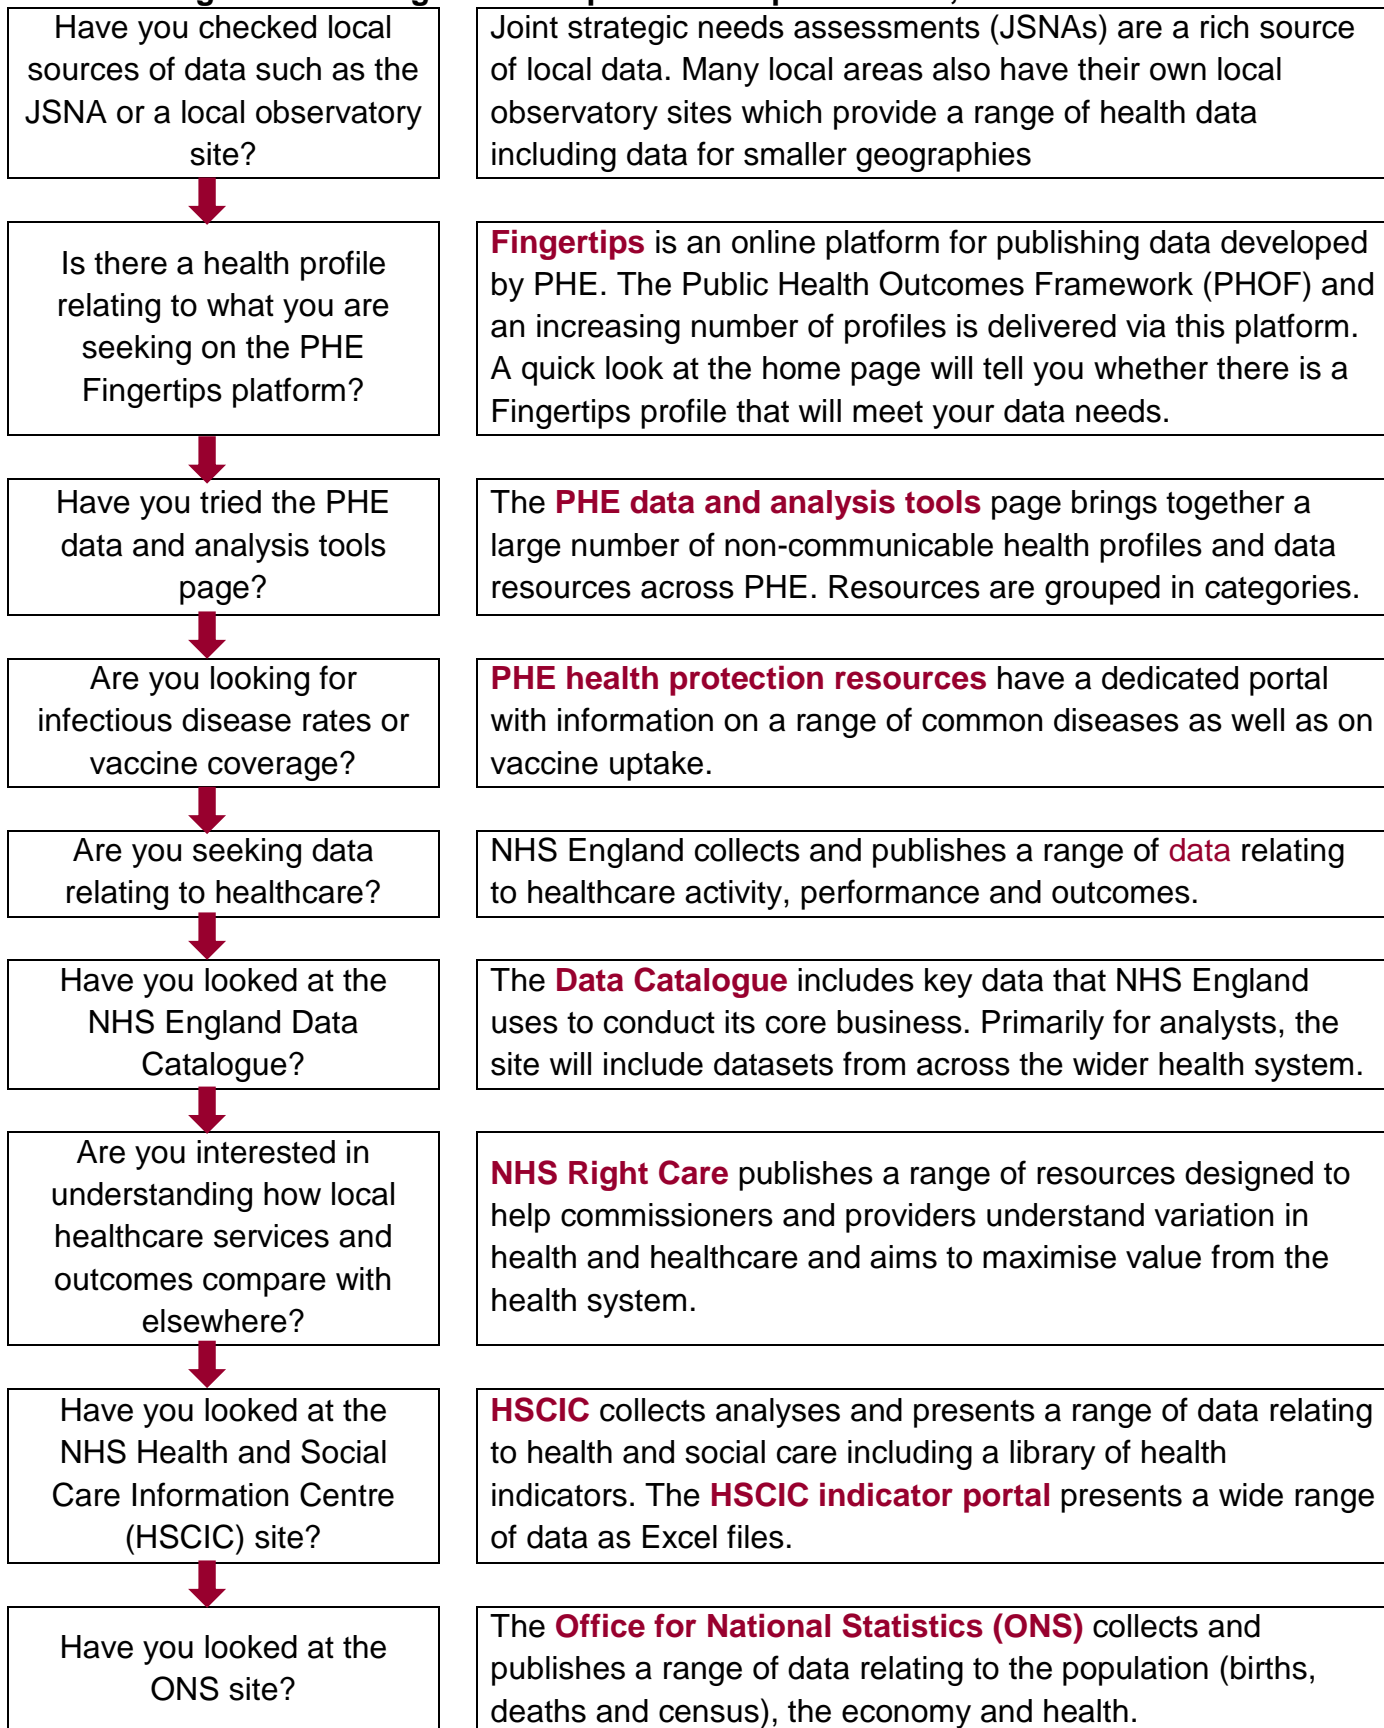 Have you checked local
sources of data such as the
JSNA or a local observatory
site?
Joint strategic needs assessments (JSNAs) are a rich source
of local data. Many local areas also have their own local
observatory sites which provide a range of health data
including data for smaller geographies
Is there a health profile
relating to what you are
seeking on the PHE
Fingertips platform?
Fingertips is an online platform for publishing data developed
by PHE. The Public Health Outcomes Framework (PHOF) and
an increasing number of profiles is delivered via this platform.
A quick look at the home page will tell you whether there is a
Fingertips profile that will meet your data needs.
Have you tried the PHE
data and analysis tools
page?
The PHE data and analysis tools page brings together a
large number of non-communicable health profiles and data
resources across PHE. Resources are grouped in categories.
Are you looking for
infectious disease rates or
vaccine coverage?
PHE health protection resources have a dedicated portal
with information on a range of common diseases as well as on
vaccine uptake.
Are you seeking data
relating to healthcare?
NHS England collects and publishes a range of data relating
to healthcare activity, performance and outcomes.
Have you looked at the
NHS England Data
Catalogue?
The Data Catalogue includes key data that NHS England
uses to conduct its core business. Primarily for analysts, the
site will include datasets from across the wider health system.
Are you interested in
understanding how local
healthcare services and
outcomes compare with
elsewhere?
NHS Right Care publishes a range of resources designed to
help commissioners and providers understand variation in
health and healthcare and aims to maximise value from the
health system.
Have you looked at the
NHS Health and Social
Care Information Centre
(HSCIC) site?
HSCIC collects analyses and presents a range of data relating
to health and social care including a library of health
indicators. The HSCIC indicator portal presents a wide range
of data as Excel files.
Have you looked at the
ONS site?
The Office for National Statistics (ONS) collects and
publishes a range of data relating to the population (births,
deaths and census), the economy and health.